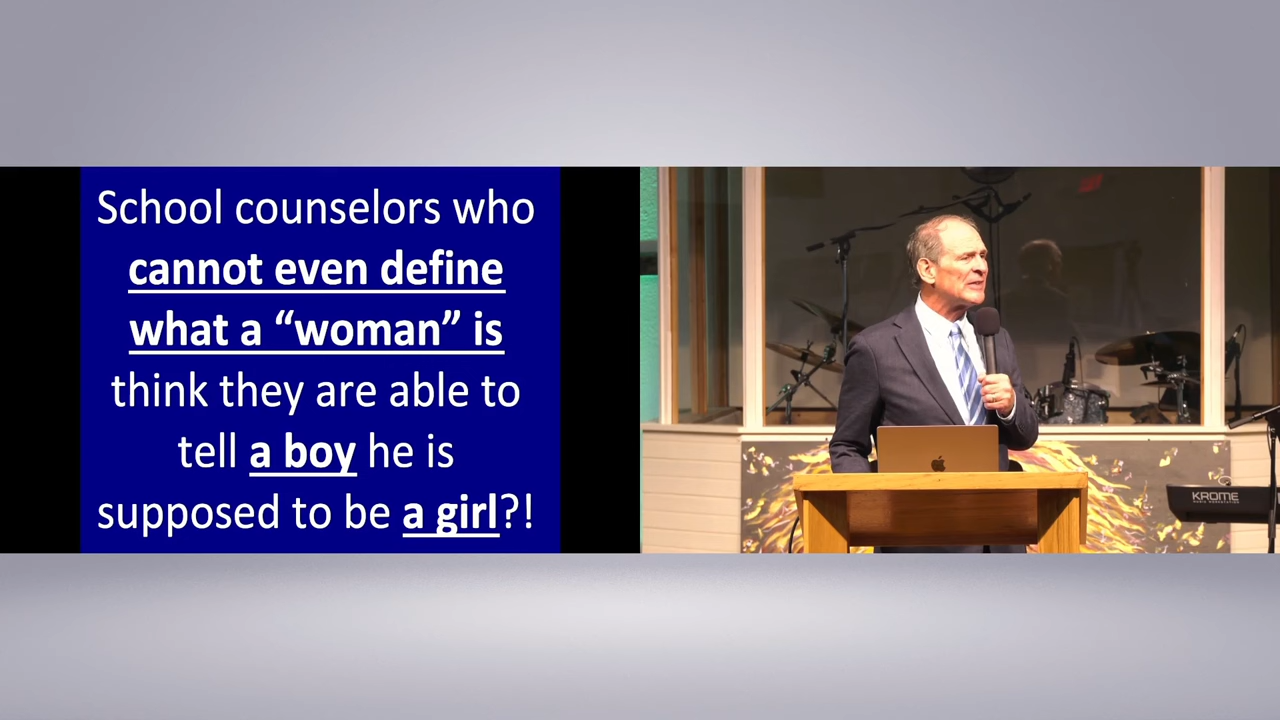 School counselors who
cannot even define
what a “woman” is
think they are able to
tell a boy he is
supposed to be a girl?!
KROME